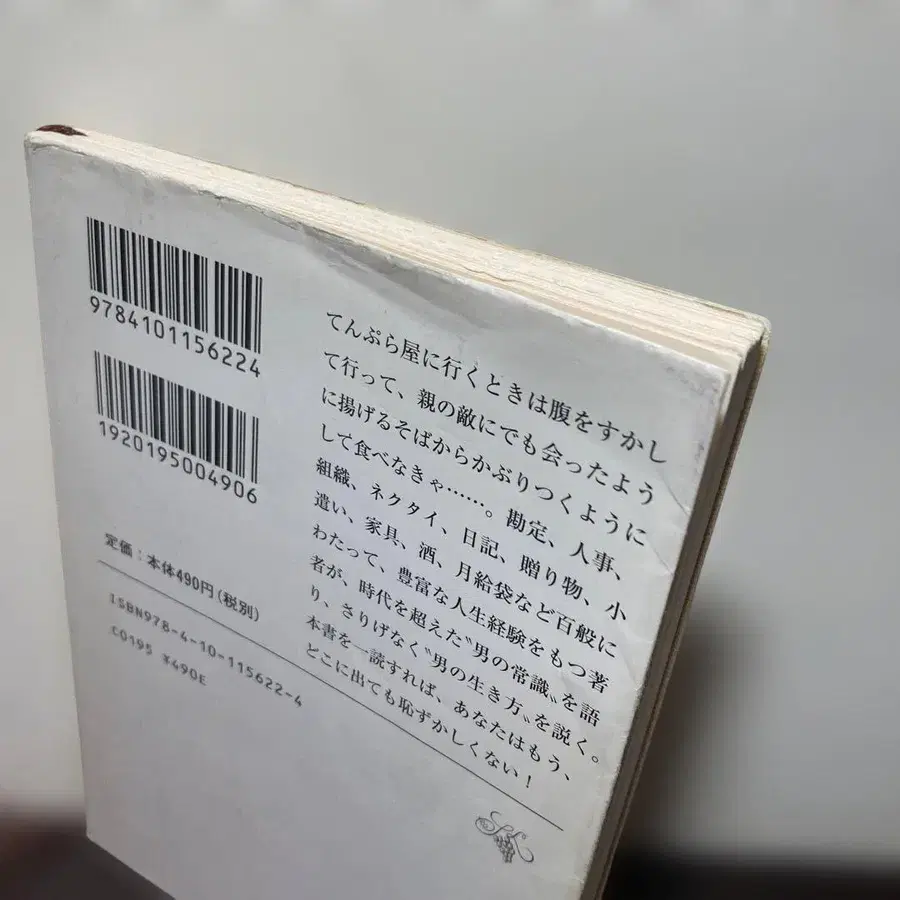 9784101156224
1920195004906
定価：本体490円（税別）
ISBN978-4-10-115622-4
C0195 ¥490E
てんぷら屋に行くときは腹をすかし
て行って、親の敵にでも会ったよう
に揚げるそばからかぶりつくように
して食べなきゃ……。勘定、人事、
組織、ネクタイ、日記、贈り物、小
遣い、家具、酒、月給袋など百般に
わたって、豊富な人生経験をもつ著
者が、時代を超えた〝男の常識〟を語
り、さりげなく〝男の生き方〟を説く。
本書を一読すれば、あなたはもう、
どこに出ても恥ずかしくない！